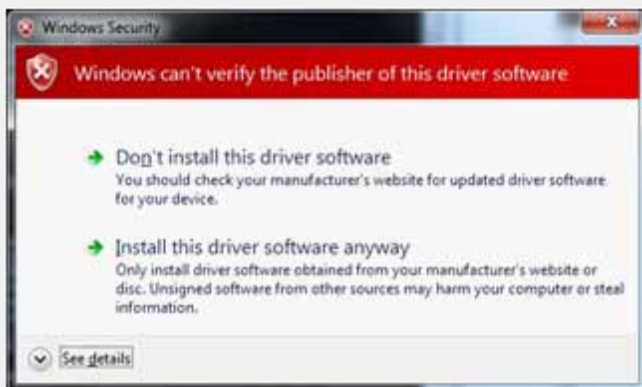 Windows Security
Windows can't verify the publisher of this driver software
Don't install this driver software
You should check your manufacturer's website for updated driver software
for your device.
Install this driver software anyway
Only install driver software obtained from your manufacturer's website or
disc. Unsigned software from other sources may harm your computer or steal
information.
See details